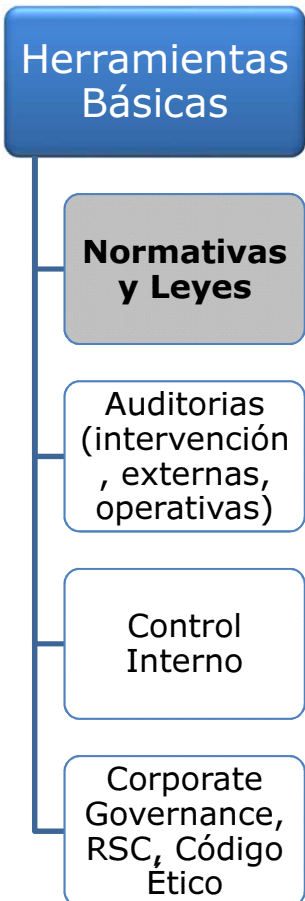 Herramientas
Básicas
Normativas
y Leyes
Auditorias
(intervención
, externas,
operativas)
Control
Interno
Corporate
Governance,
RSC, Código
Ético